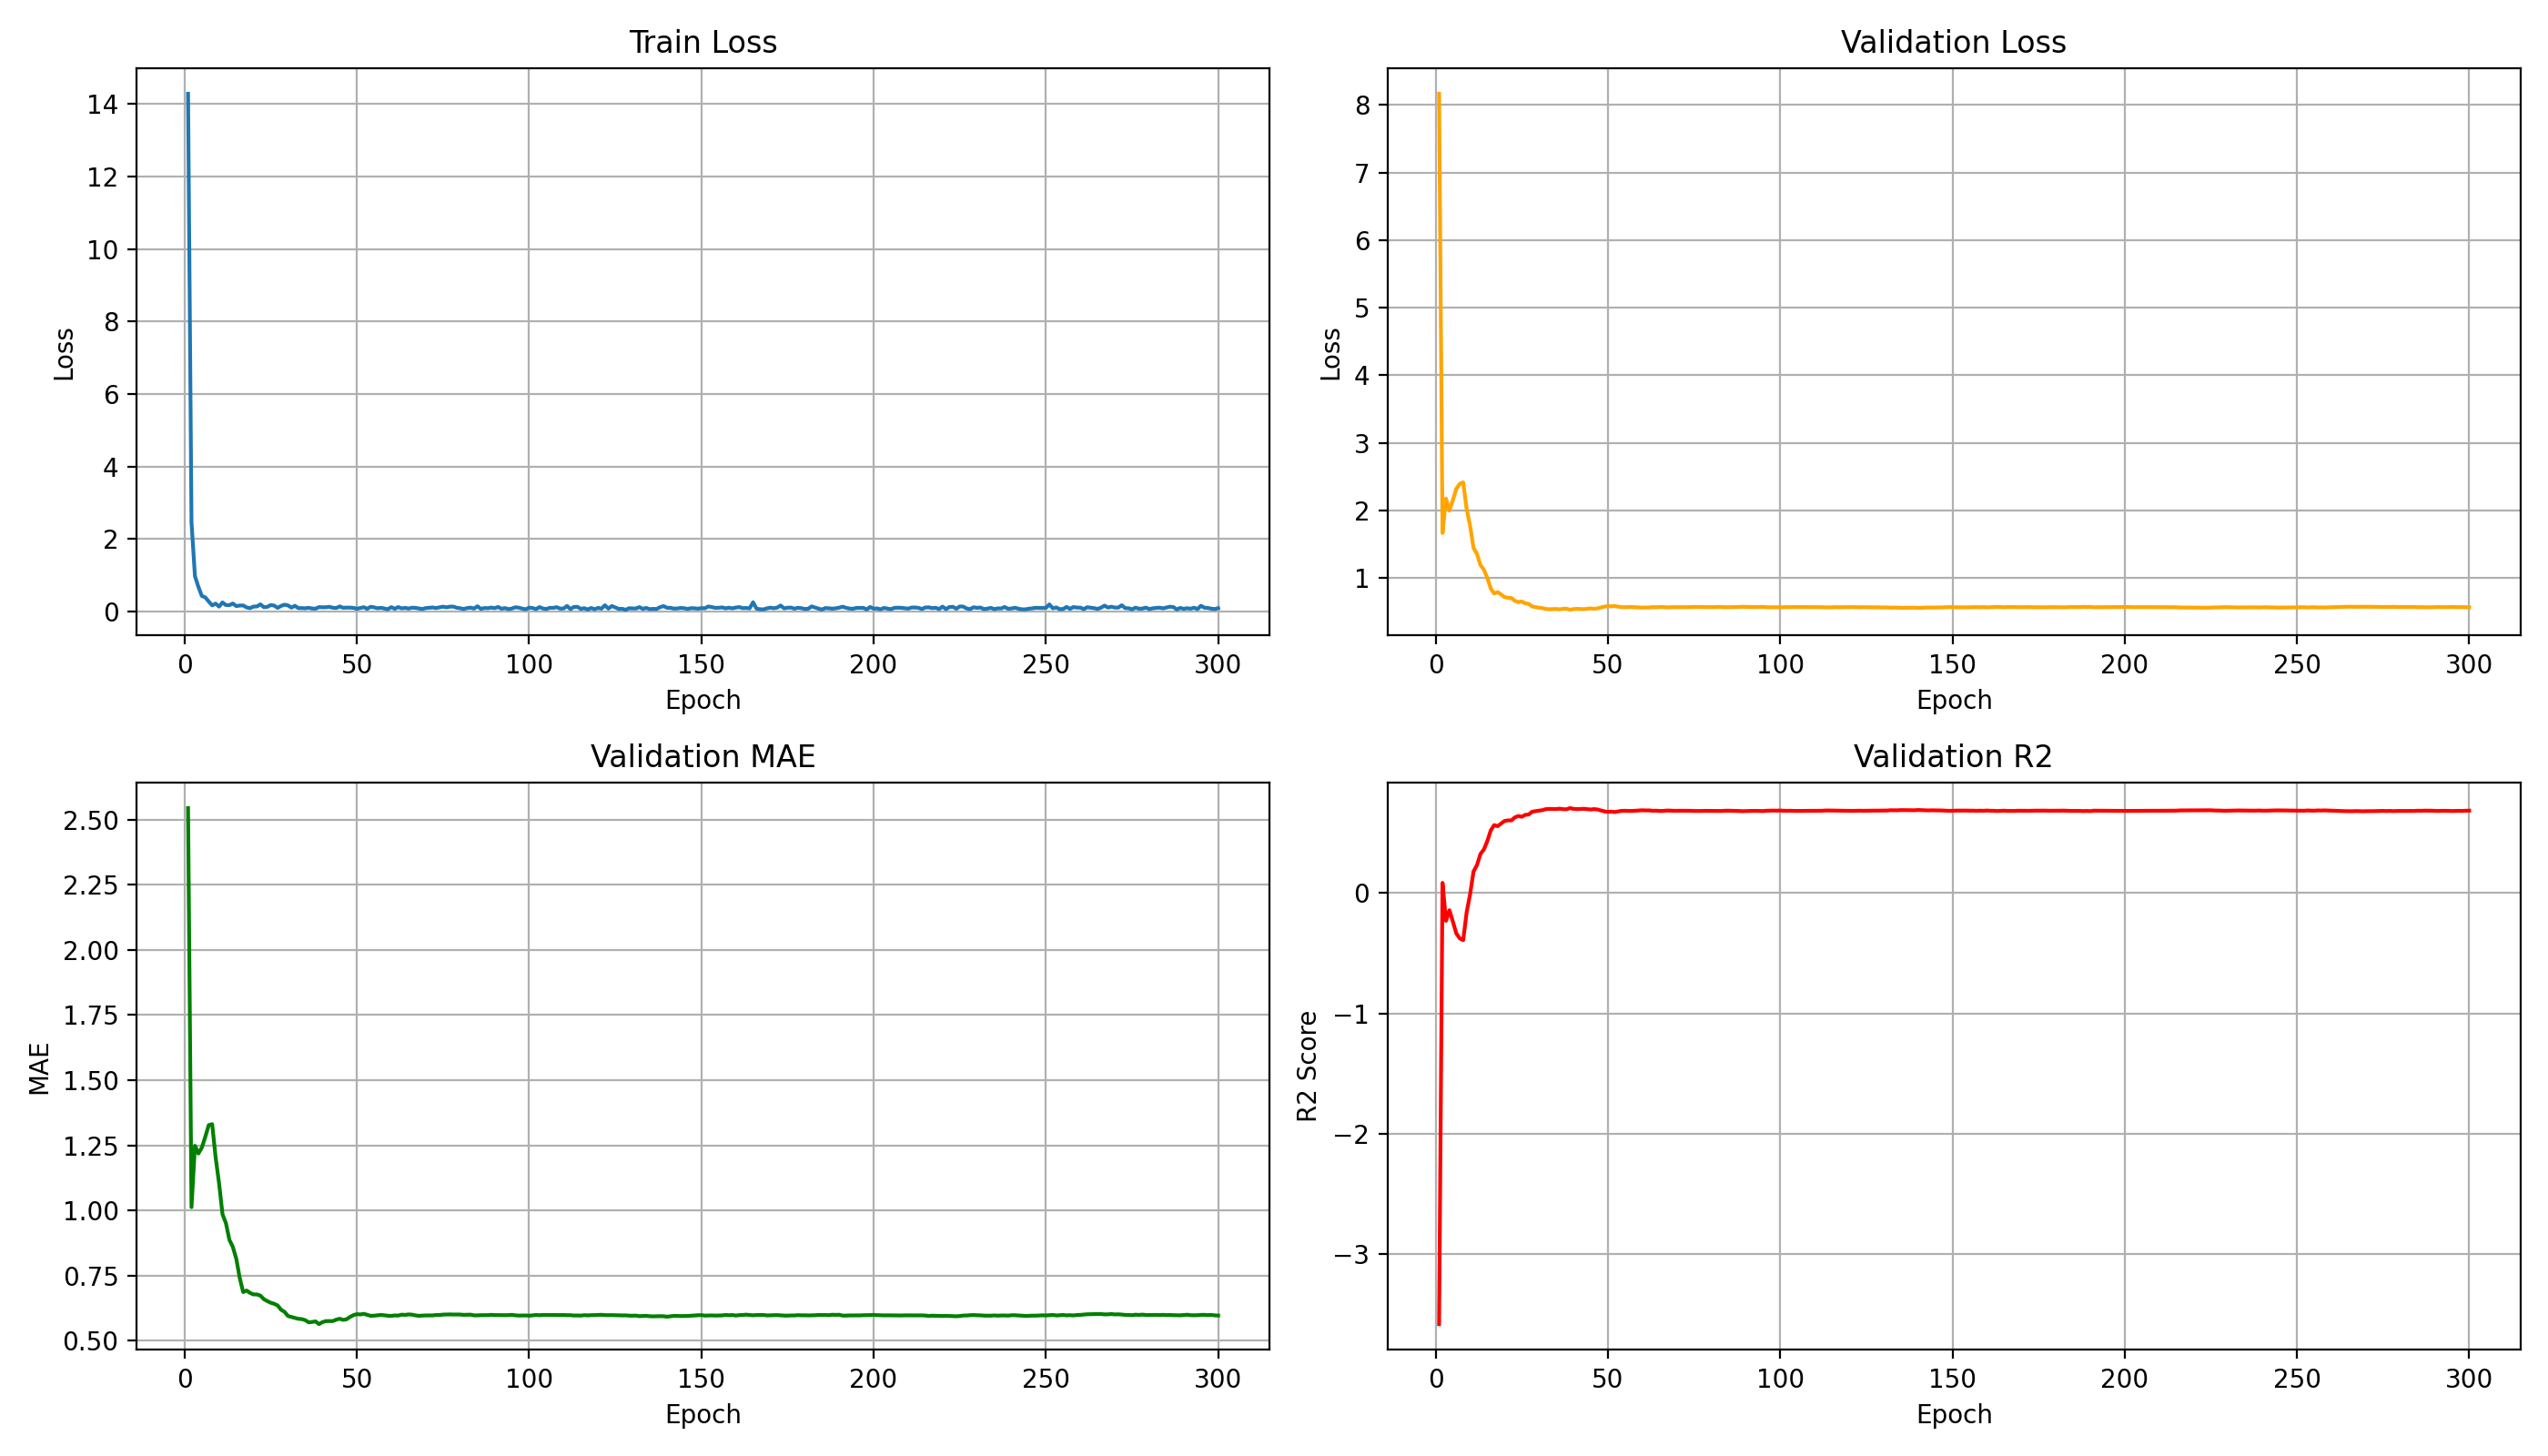 Train Loss
14
12
10
8
6
4
2
0
Loss
0 50 100 150 200 250 300
Epoch
Validation Loss
8
7
6
5
4
3
2
1
Loss
0 50 100 150 200 250 300
Epoch
Validation MAE
2.50
2.25
2.00
1.75
1.50
1.25
1.00
0.75
0.50
MAE
0 50 100 150 200 250 300
Epoch
Validation R2
0
−1
−2
−3
R2 Score
0 50 100 150 200 250 300
Epoch